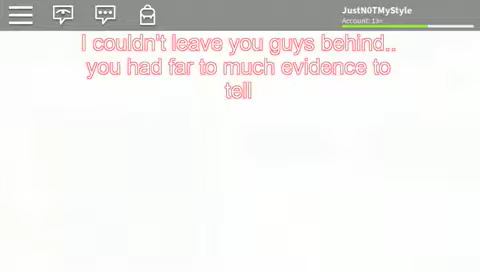 JustN0TMyStyle
Account: 13+
I couldn't leave you guys behind..
you had far to much evidence to
tell